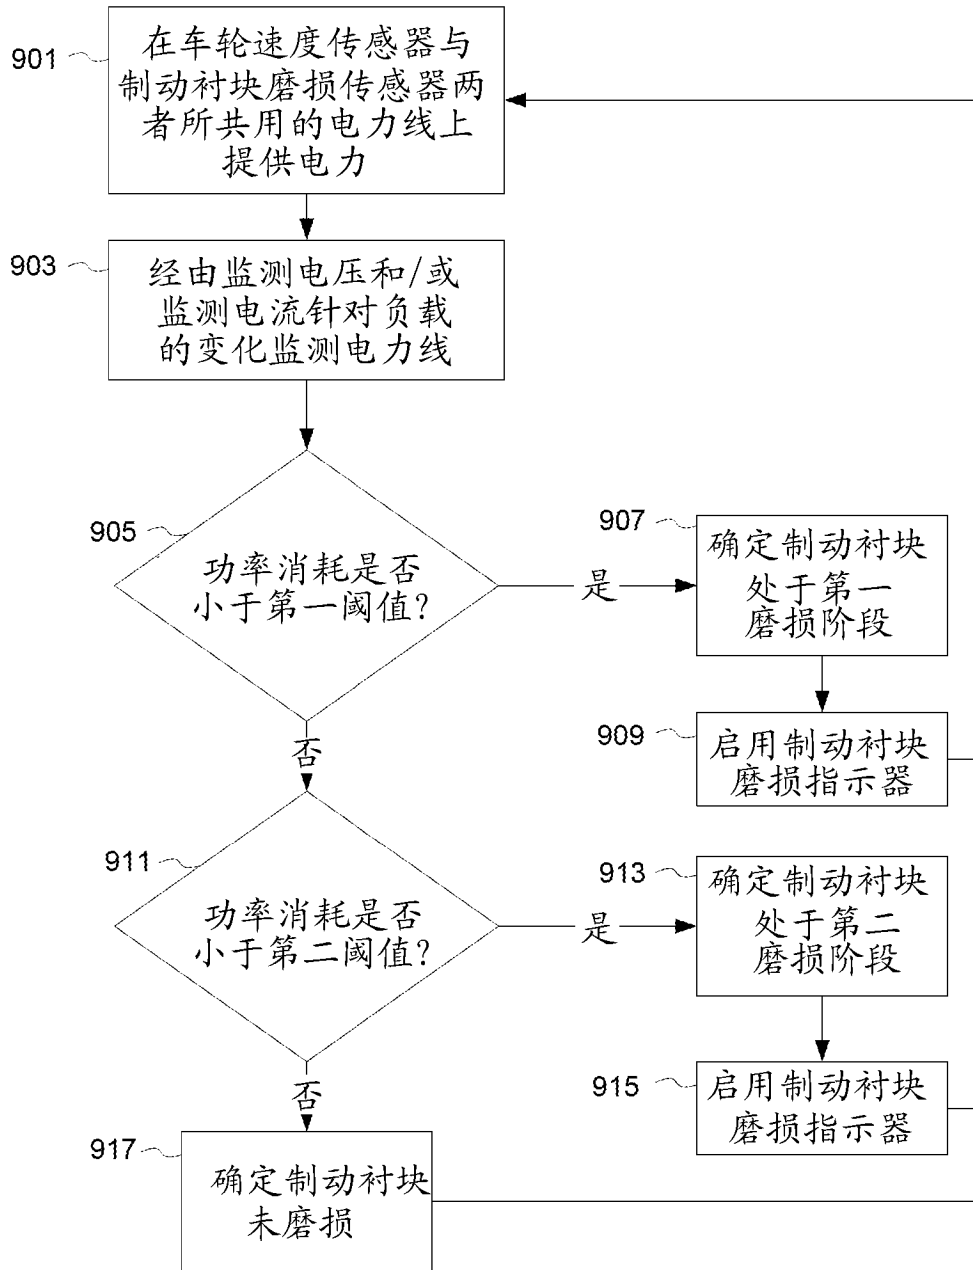 901
在车轮速度传感器与
制动衬块磨损传感器两
者所共用的电力线上
提供电力
903
经由监测电压和/或
监测电流针对负载
的变化监测电力线
905
功率消耗是否
小于第一阈值?
是
907
确定制动衬块
处于第一
磨损阶段
909
启用制动衬块
磨损指示器
否
911
功率消耗是否
小于第二阈值?
是
913
确定制动衬块
处于第二
磨损阶段
915
启用制动衬块
磨损指示器
否
917
确定制动衬块
未磨损